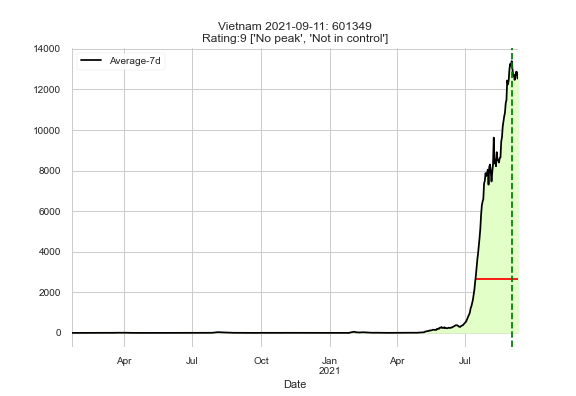 Vietnam 2021-09-11: 601349
Rating:9 ['No peak', 'Not in control']
14000
Average-7d
12000
10000
8000
6000
4000
2000
0
Apr Jul Oct Jan Apr Jul
2021
Date